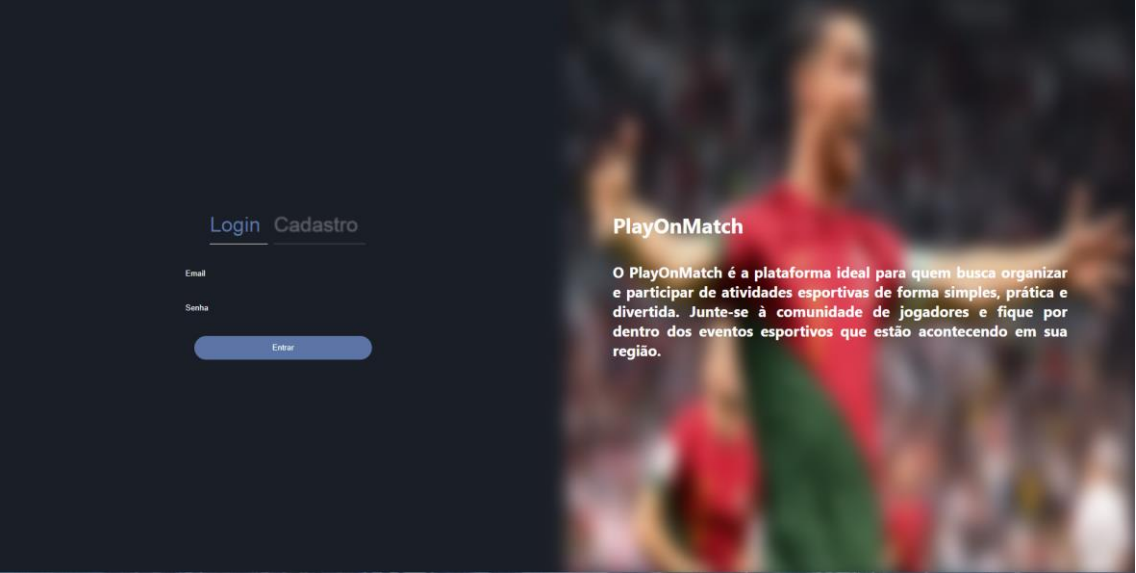 Login Cadastro
Email
Senha
Entrar
PlayOnMatch
O PlayOnMatch é a plataforma ideal para quem busca organizar
e participar de atividades esportivas de forma simples, prática e
divertida. Junte-se à comunidade de jogadores e fique por
dentro dos eventos esportivos que estão acontecendo em sua
região.